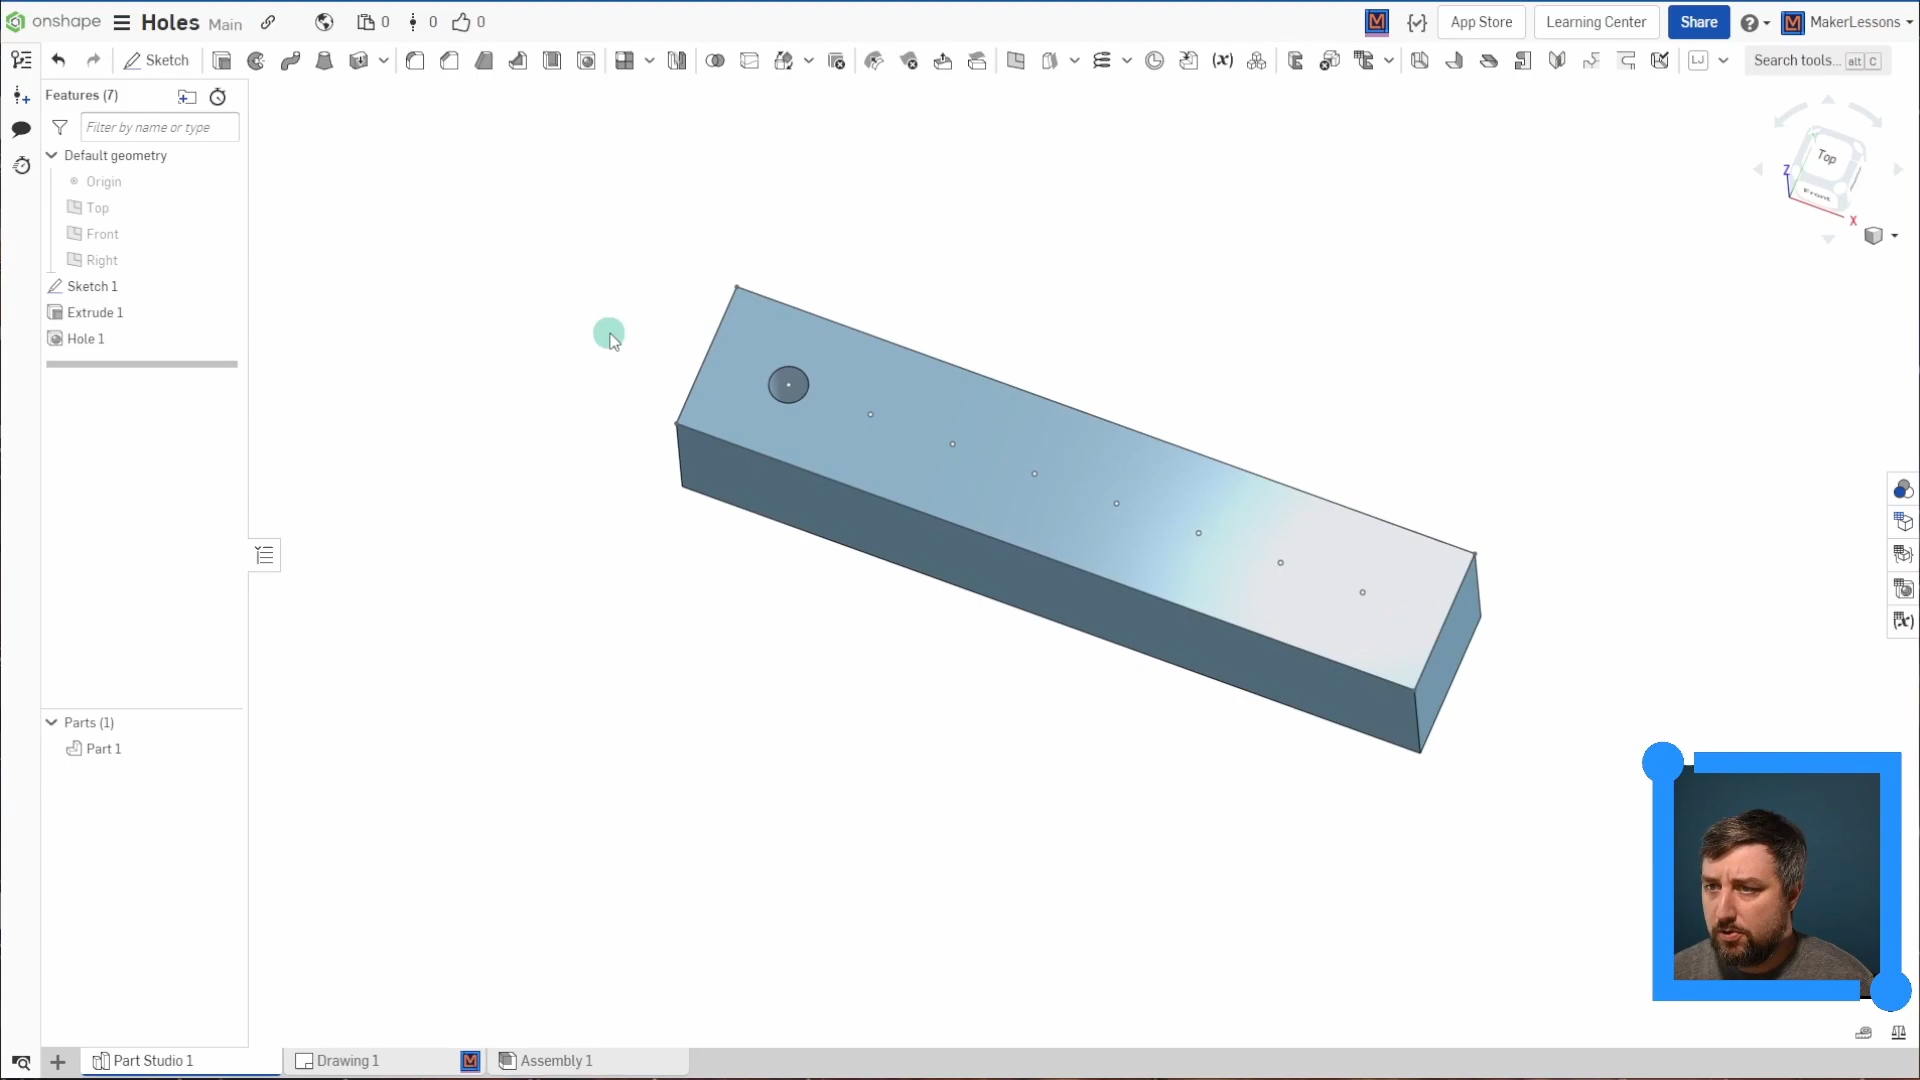 onshape Holes Main 0 0 0 App Store Learning Center Share MakerLessons
Sketch (x) LJ Search tools... alt C
Features (7)
Filter by name or type
Default geometry
Origin
Top
Front
Right
Sketch 1
Extrude 1
Hole 1
Top
Front
Z
X
(x)
Parts (1)
Part 1
Part Studio 1 Drawing 1 Assembly 1